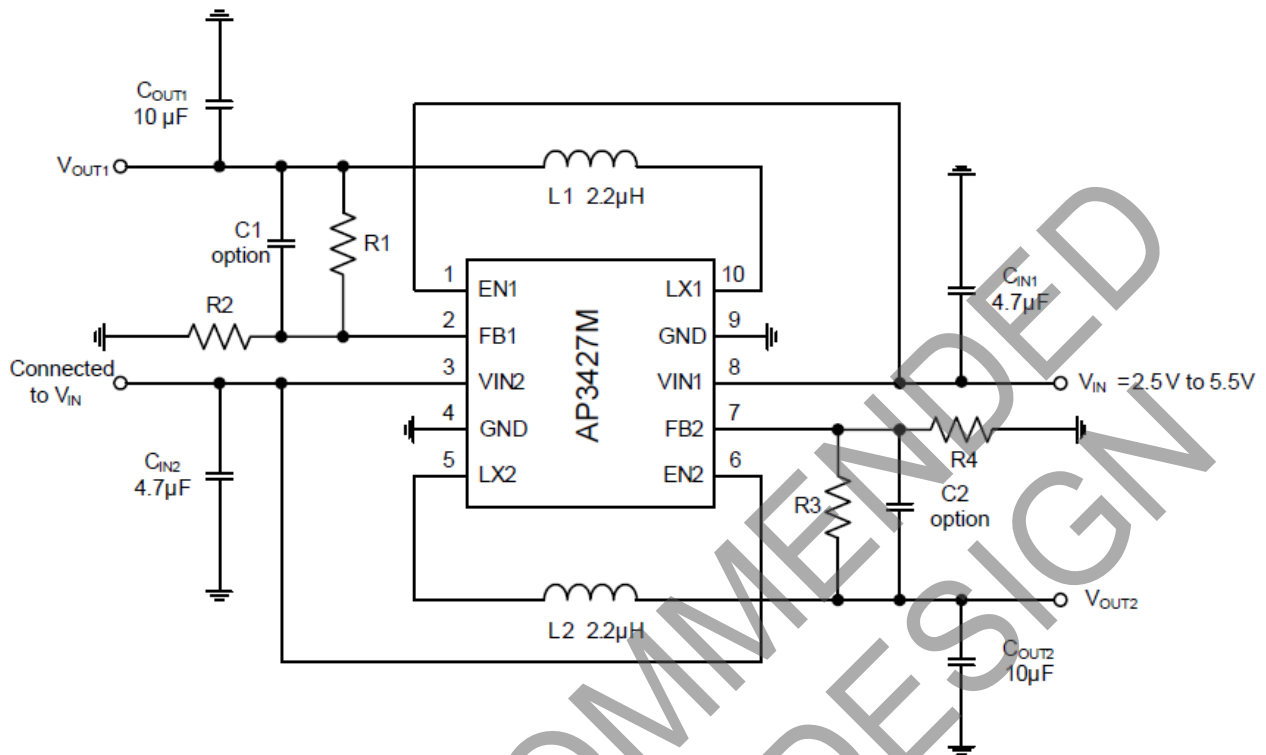 COUT1
10 µF
VOUT1
L1 2.2µH
C1
option
R1
R2
Connected
to VIN
1
EN1
2
FB1
3
VIN2
4
GND
5
LX2
AP3427M
10
LX1
9
GND
8
VIN1
7
FB2
6
EN2
CIN1
4.7µF
VIN = 2.5V to 5.5V
CIN2
4.7µF
R4
R3
C2
option
L2 2.2µH
VOUT2
COUT2
10µF
OMMENDED
DESIGN